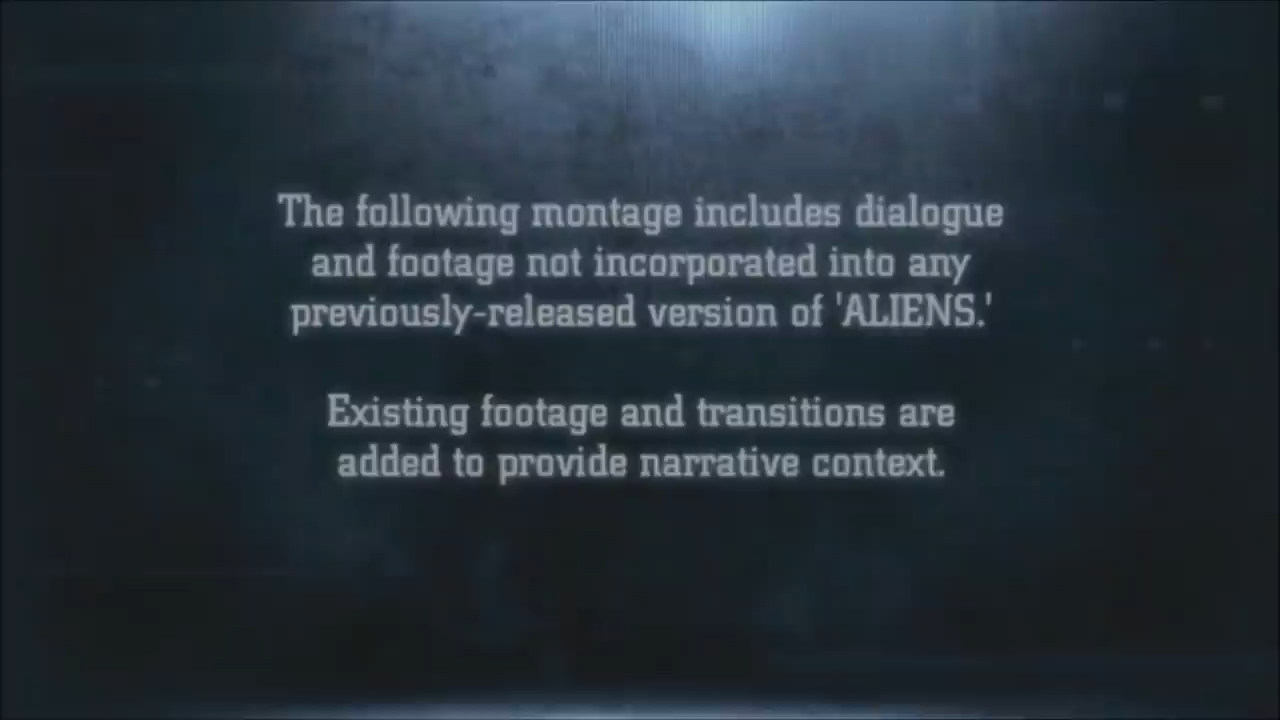 The following montage includes dialogue
and footage not incorporated into any
previously-released version of 'ALIENS.'
Existing footage and transitions are
added to provide narrative context.